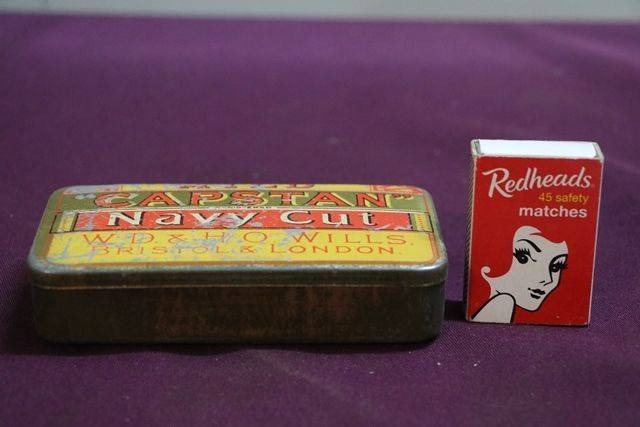 "CAPSTAN"
Navy Cut
W.D. & H.O. WILLS.
BRISTOL & LONDON.
Redheads
45 safety
matches